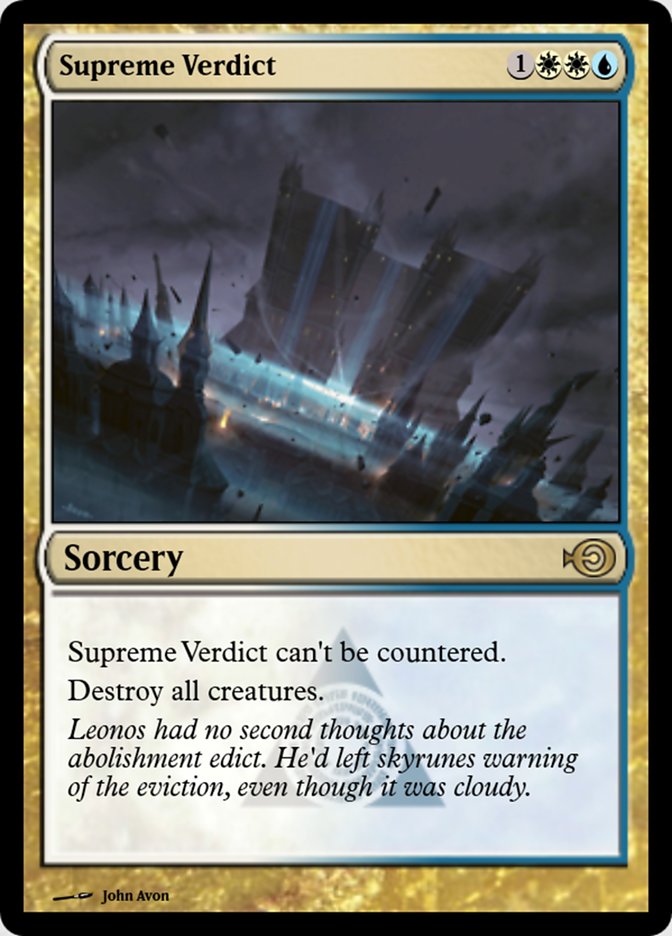 Supreme Verdict 1
Sorcery
Supreme Verdict can't be countered.
Destroy all creatures.
Leonos had no second thoughts about the
abolishment edict. He'd left skyrunes warning
of the eviction, even though it was cloudy.
John Avon